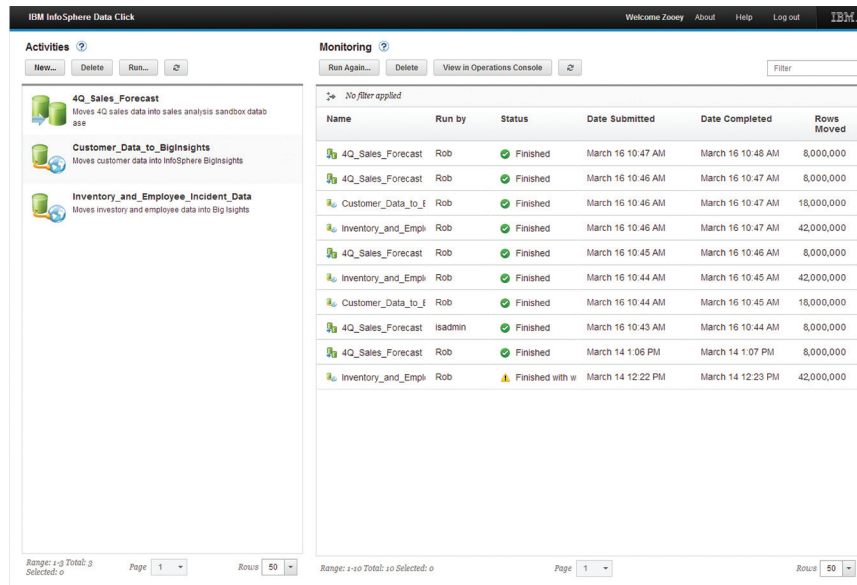 IBM InfoSphere Data Click
Welcome Zooey About Help Log out IBM
Activities ?
New... Delete Run...
4Q_Sales_Forecast
Moves 4Q sales data into sales analysis sandbox datab
ase
Customer_Data_to_BigInsights
Moves customer data into InfoSphere BigInsights
Inventory_and_Employee_Incident_Data
Moves investory and employee data into Big Isights
Range: 1-3 Total: 3
Selected: 0
Page 1
Rows 50
Monitoring ?
Run Again... Delete View in Operations Console Filter
No filter applied
Name Run by Status Date Submitted Date Completed Rows
Moved
4Q_Sales_Forecast Rob Finished March 16 10:47 AM March 16 10:48 AM 8,000,000
4Q_Sales_Forecast Rob Finished March 16 10:46 AM March 16 10:47 AM 8,000,000
Customer_Data_to_E Rob Finished March 16 10:46 AM March 16 10:47 AM 18,000,000
Inventory_and_Empl Rob Finished March 16 10:46 AM March 16 10:47 AM 42,000,000
4Q_Sales_Forecast Rob Finished March 16 10:45 AM March 16 10:46 AM 8,000,000
Inventory_and_Empl Rob Finished March 16 10:44 AM March 16 10:45 AM 42,000,000
Customer_Data_to_E Rob Finished March 16 10:44 AM March 16 10:45 AM 18,000,000
4Q_Sales_Forecast isadmin Finished March 16 10:43 AM March 16 10:44 AM 8,000,000
4Q_Sales_Forecast Rob Finished March 14 1:06 PM March 14 1:07 PM 8,000,000
Inventory_and_Empl Rob Finished with w March 14 12:22 PM March 14 12:23 PM 42,000,000
Range: 1-10 Total: 10 Selected: 0
Page 1
Rows 50